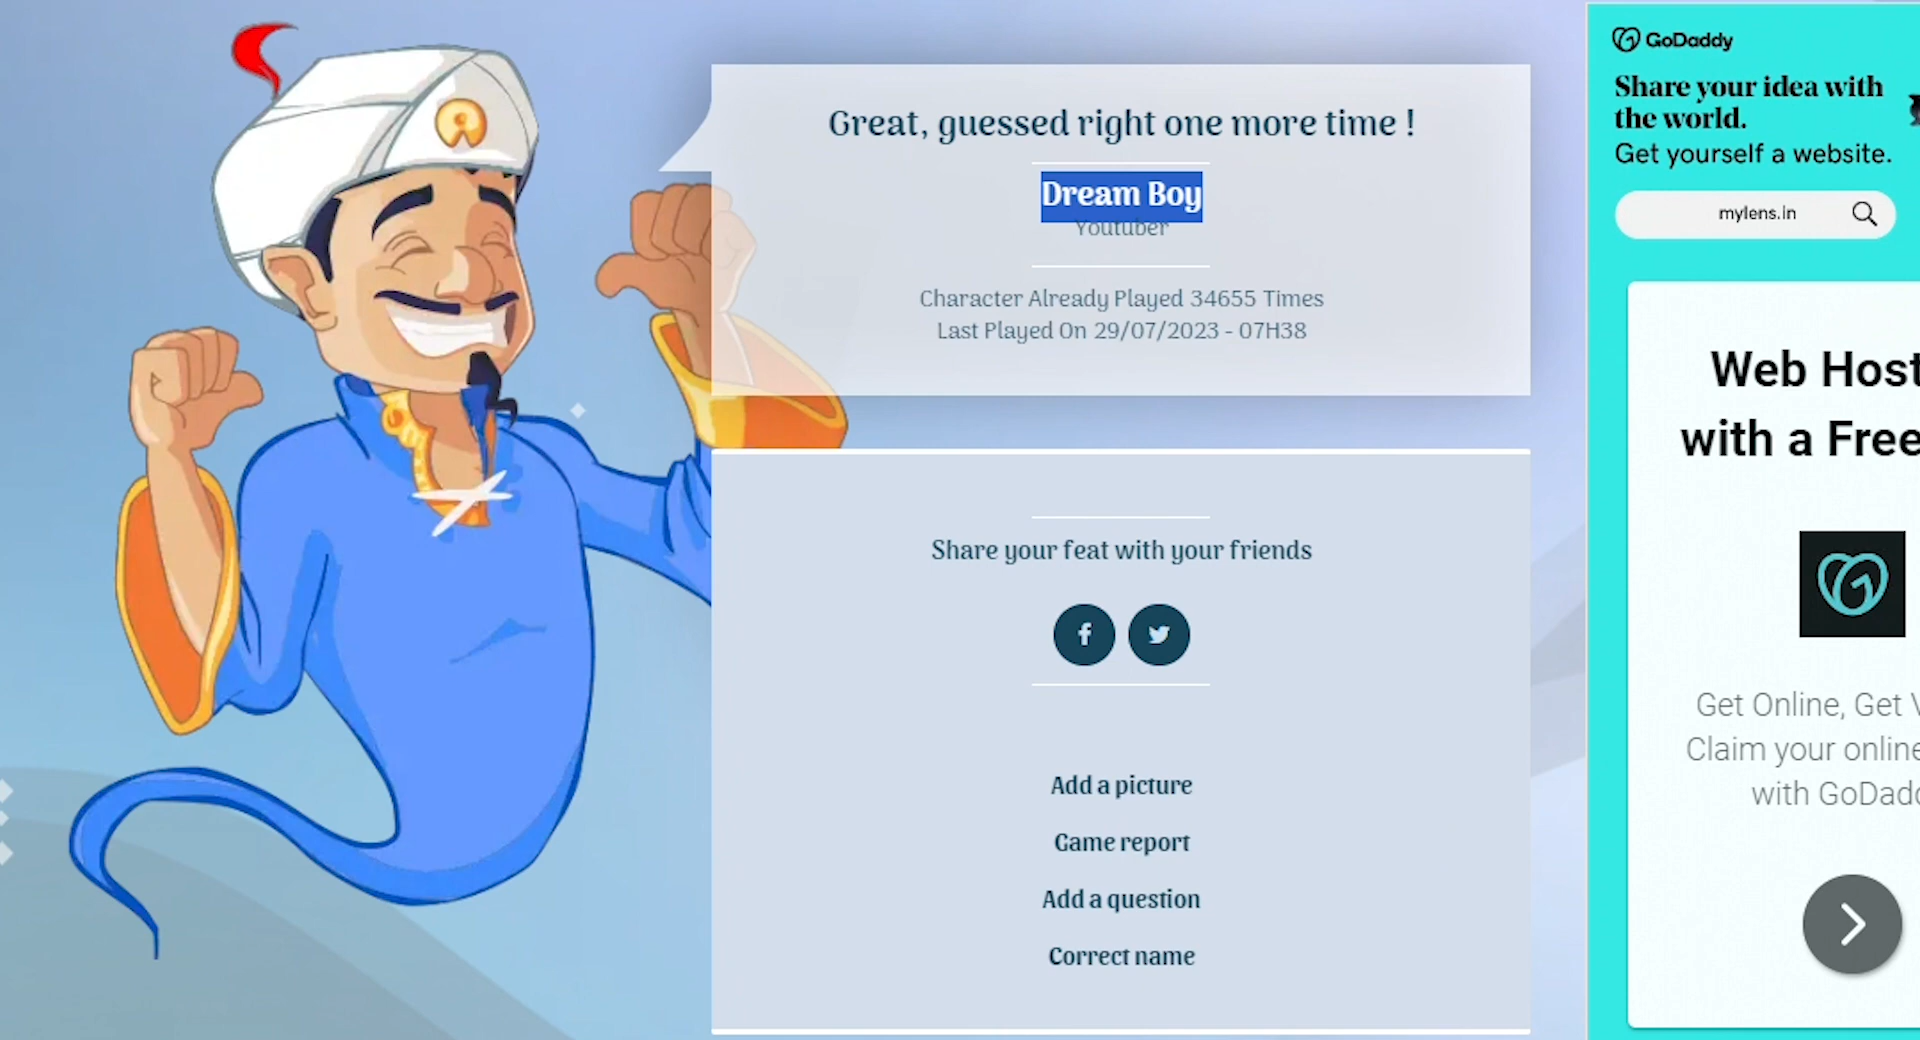 Great, guessed right one more time !
Dream Boy
Youtuber
Character Already Played 34655 Times
Last Played On 29/07/2023 - 07H38
Share your feat with your friends
Add a picture
Game report
Add a question
Correct name
GoDaddy
Share your idea with
the world.
Get yourself a website.
mylens.in
Web Host
with a Free
Get Online, Get
Claim your online
with GoDadd